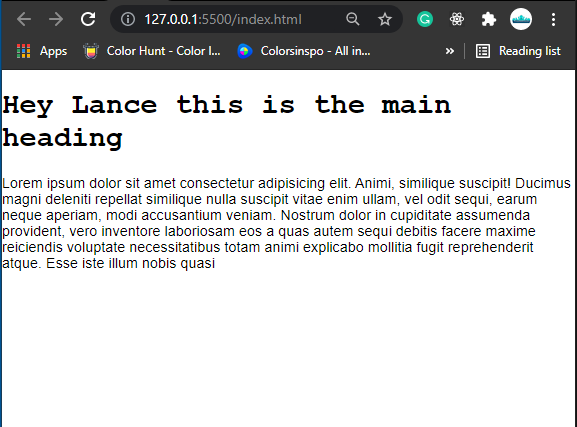 127.0.0.1:5500/index.html
Apps Color Hunt - Color I... Colorsinspo - All in... » Reading list
Hey Lance this is the main
heading
Lorem ipsum dolor sit amet consectetur adipisicing elit. Animi, similique suscipit! Ducimus
magni deleniti repellat similique nulla suscipit vitae enim ullam, vel odit sequi, earum
neque aperiam, modi accusantium veniam. Nostrum dolor in cupiditate assumenda
provident, vero inventore laboriosam eos a quas autem sequi debitis facere maxime
reiciendis voluptate necessitatibus totam animi explicabo mollitia fugit reprehenderit
atque. Esse iste illum nobis quasi